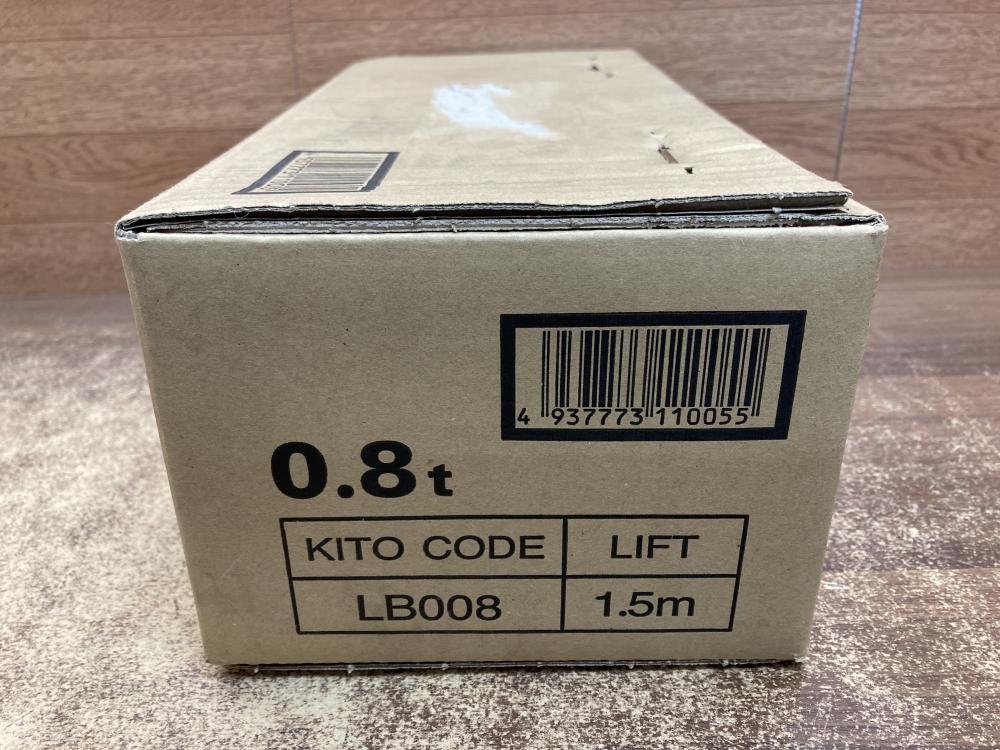 4 937773 110055
0.8t
KITO CODE LIFT
LB008 1.5m